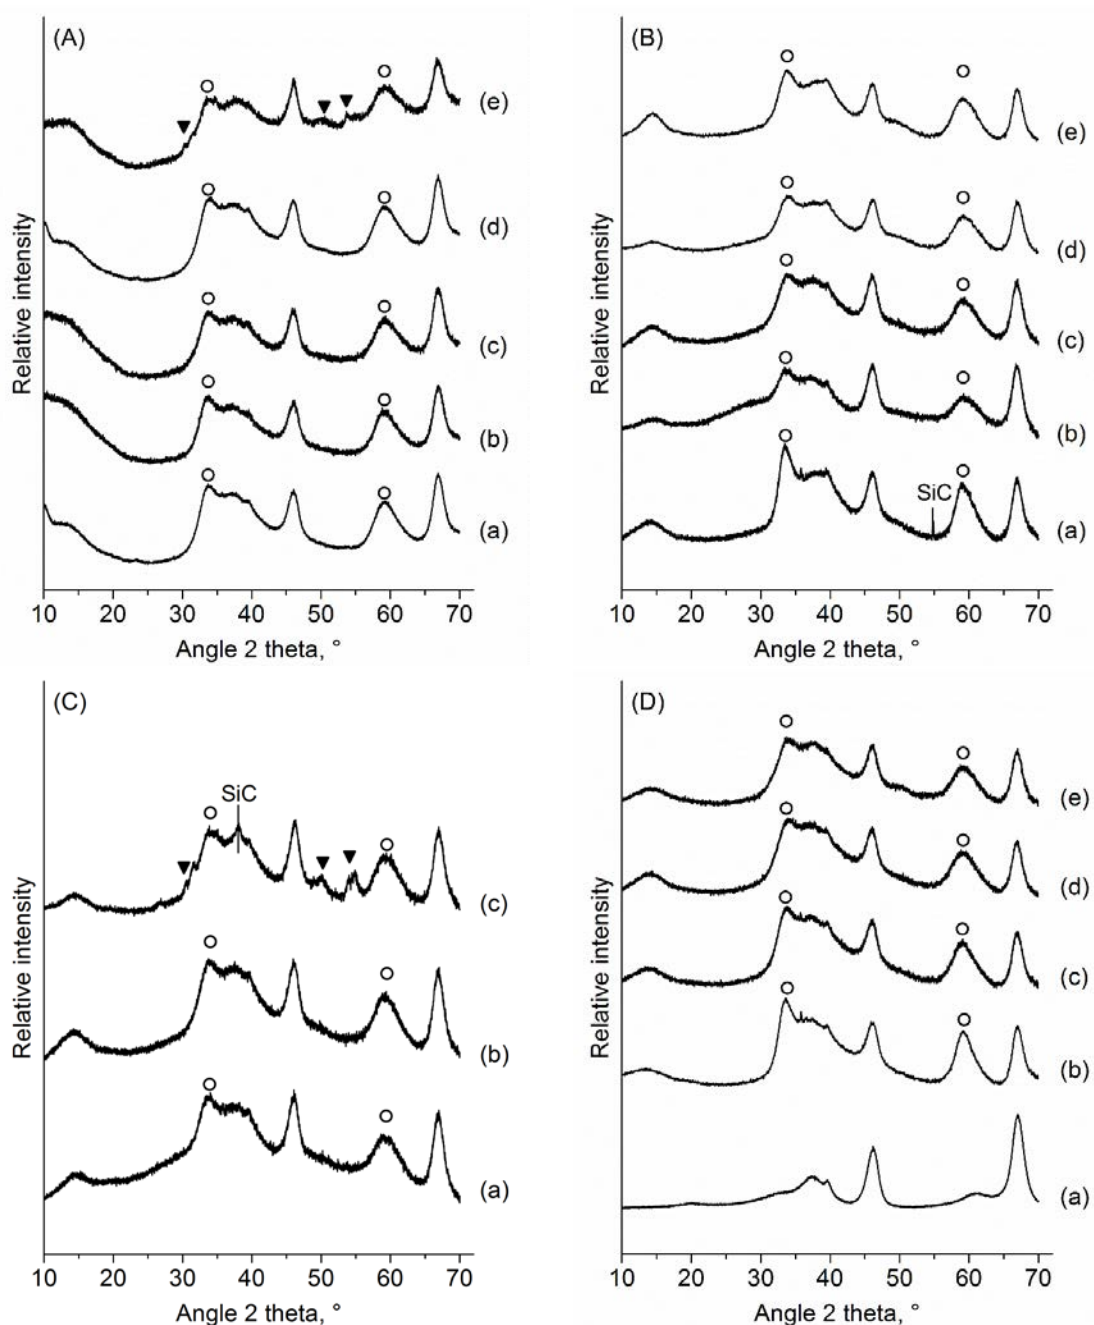 (A)
(e)
(d)
(c)
(b)
(a)
Relative intensity
10 20 30 40 50 60 70
Angle 2 theta, °
(B)
(e)
(d)
(c)
(b)
SiC
(a)
Relative intensity
10 20 30 40 50 60 70
Angle 2 theta, °
(C)
SiC
(c)
(b)
(a)
Relative intensity
10 20 30 40 50 60 70
Angle 2 theta, °
(D)
(e)
(d)
(c)
(b)
(a)
Relative intensity
10 20 30 40 50 60 70
Angle 2 theta, °